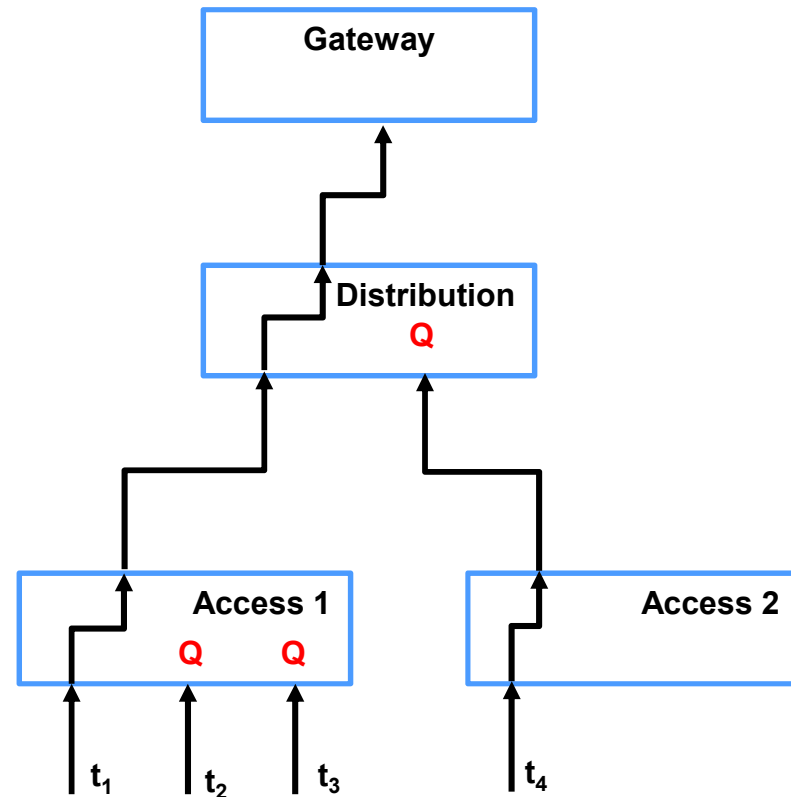 Gateway
Distribution
Q
Access 1
Access 2
Q Q
t₁ t₂ t₃ t₄